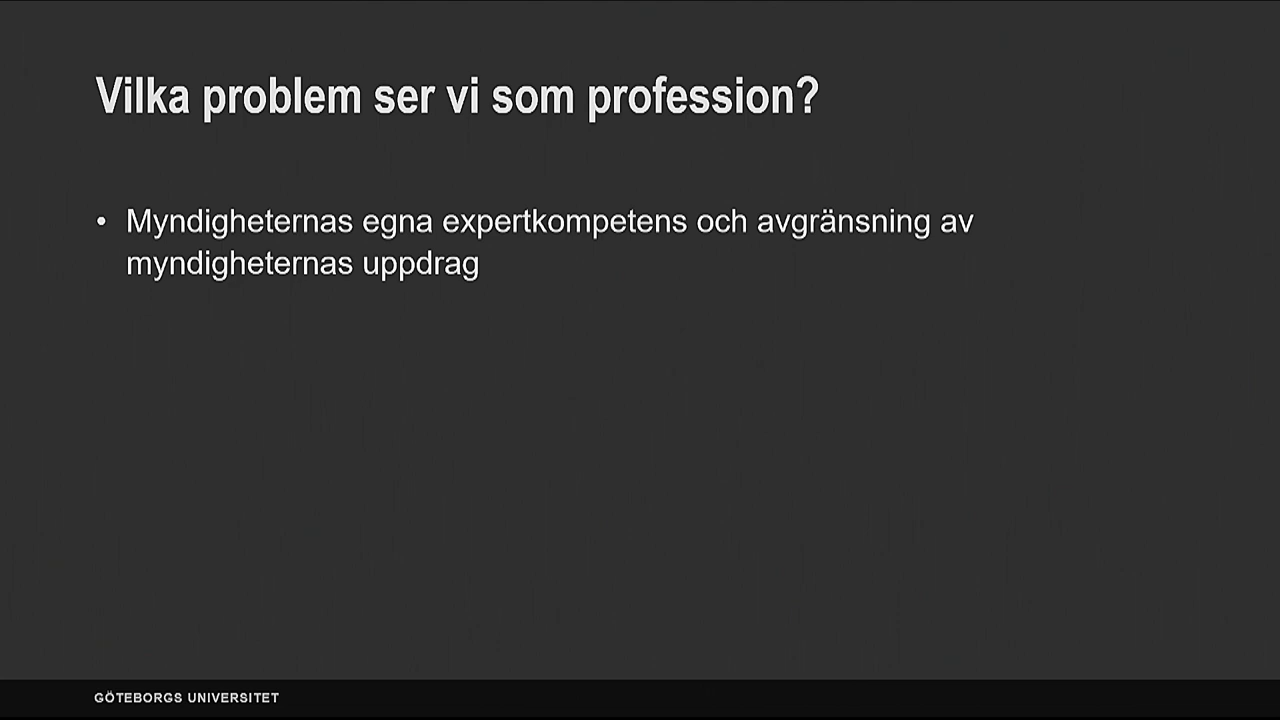 Vilka problem ser vi som profession?
• Myndigheternas egna expertkompetens och avgränsning av
myndigheternas uppdrag
GÖTEBORGS UNIVERSITET